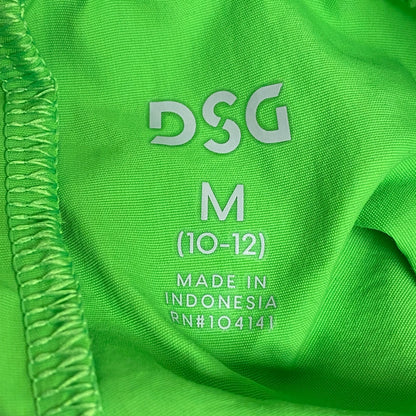 DSG
M
(10-12)
MADE IN
INDONESIA
RN#104141